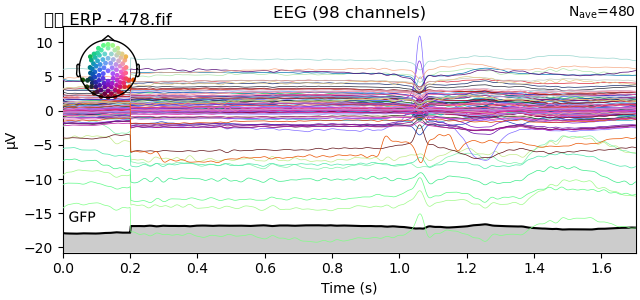 ERP - 478.fif
EEG (98 channels)
Nave=480
µV
10
5
0
−5
−10
−15
−20
GFP
0.0 0.2 0.4 0.6 0.8 1.0 1.2 1.4 1.6
Time (s)